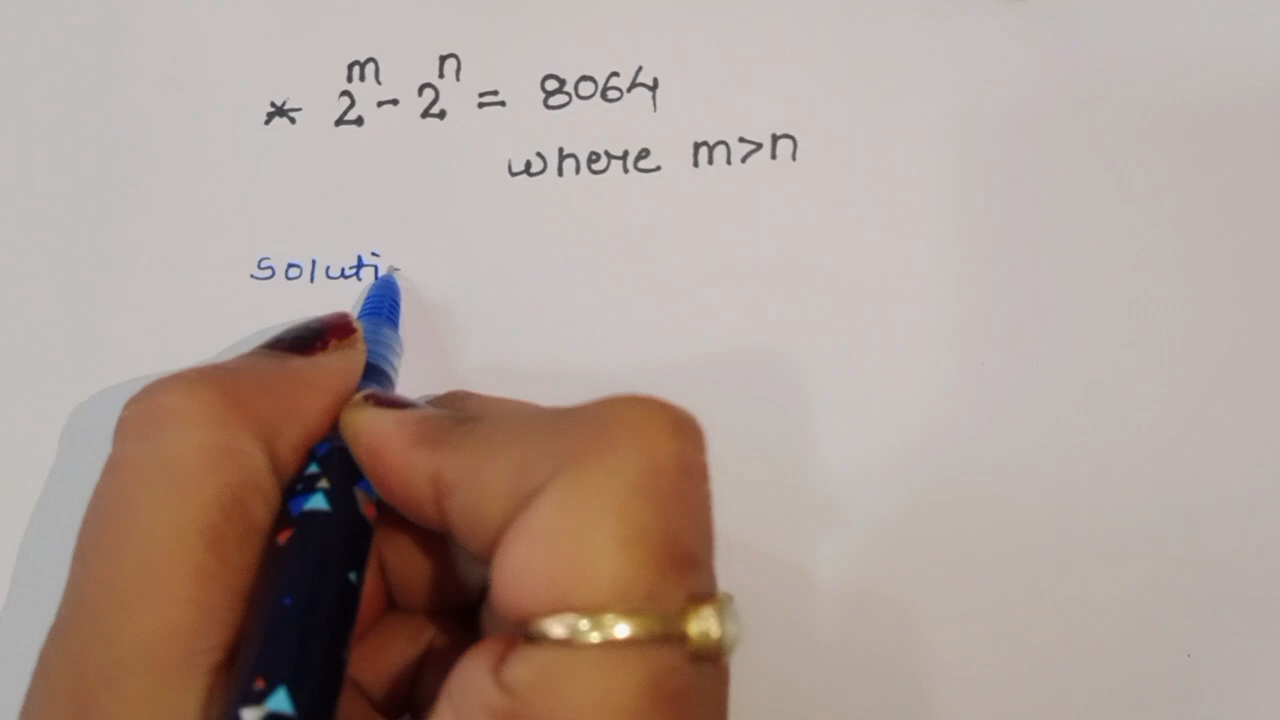 * 2^m - 2^n = 8064
where m>n
Soluti